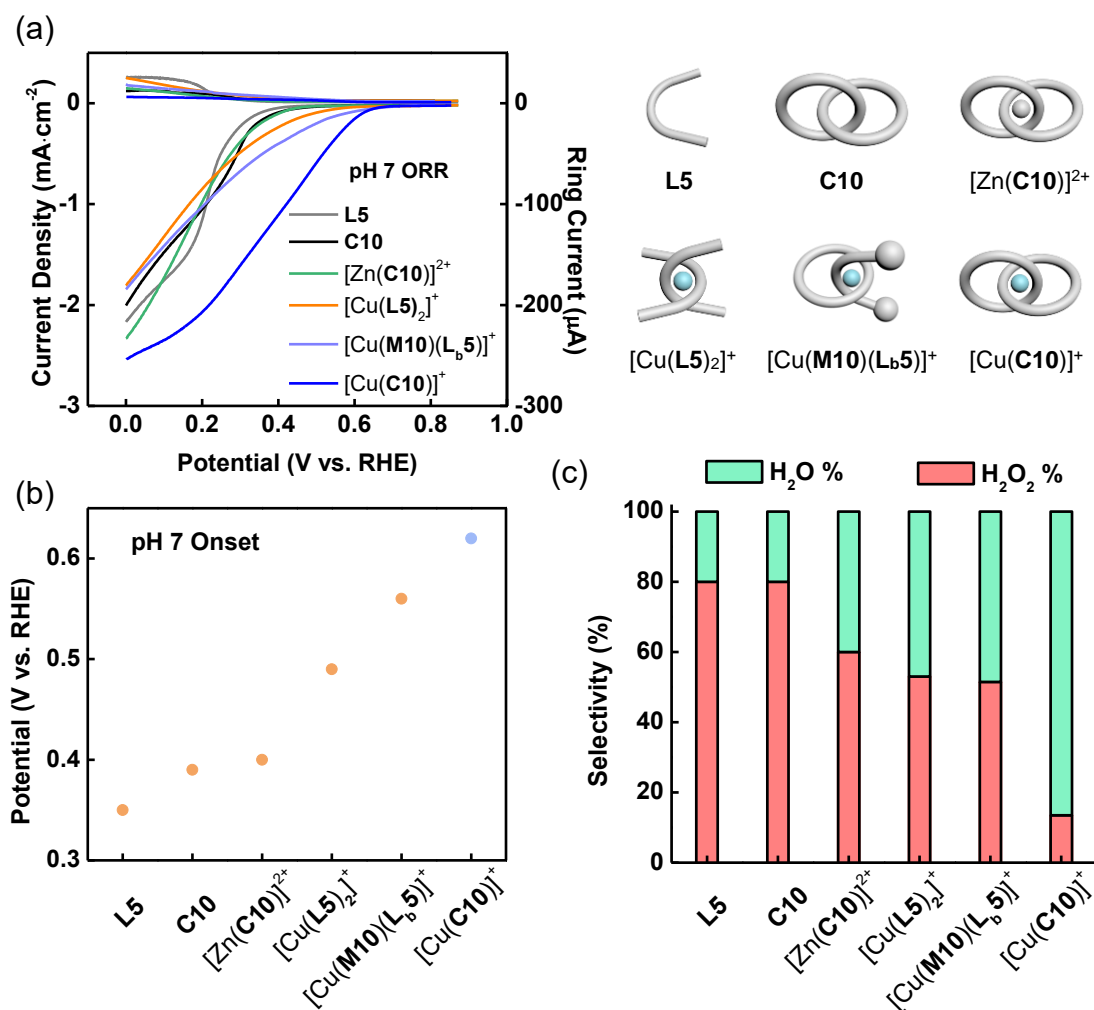 (a)
Current Density (mA·cm⁻²)
0
-1
-2
-3
0.0 0.2 0.4 0.6 0.8 1.0
Potential (V vs. RHE)
0
-100
-200
-300
Ring Current (μA)
pH 7 ORR
L5
C10
[Zn(C10)]²⁺
[Cu(L5)₂]⁺
[Cu(M10)(L_b5)]⁺
[Cu(C10)]⁺
L5 C10 [Zn(C10)]²⁺
[Cu(L5)₂]⁺ [Cu(M10)(Lb5)]⁺ [Cu(C10)]⁺
(b)
pH 7 Onset
Potential (V vs. RHE)
0.6
0.5
0.4
0.3
L5
C10
[Zn(C10)]²⁺
[Cu(L5)₂]⁺
[Cu(M10)(L_b5)]⁺
[Cu(C10)]⁺
(c)
H₂O % H₂O₂ %
Selectivity (%)
100
80
60
40
20
0
L5
C10
[Zn(C10)]²⁺
[Cu(L5)₂]⁺
[Cu(M10)(L_b5)]⁺
[Cu(C10)]⁺